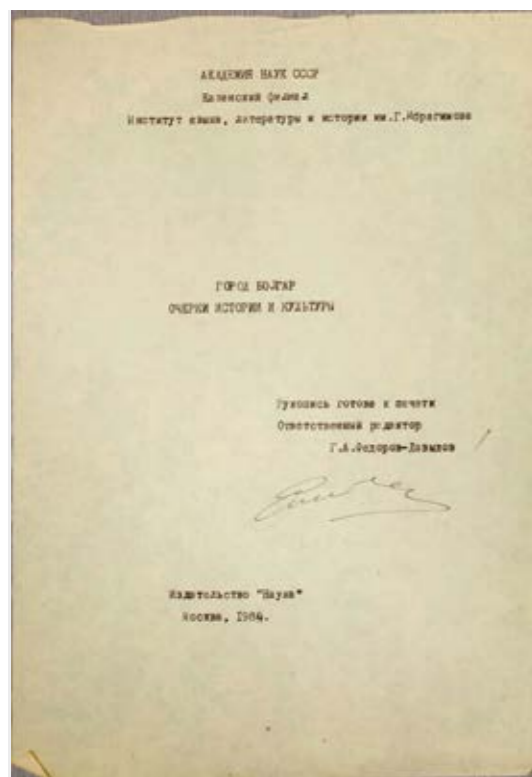 АКАДЕМИЯ НАУК СССР
Казанский филиал
Институт языка, литературы и истории им.Г.Ибрагимова
ГОРОД БОЛГАР
ОЧЕРКИ ИСТОРИИ И КУЛЬТУРЫ
Рукопись готова к печати
Ответственный редактор
Г.А.Федоров-Давыдов
Издательство "Наука"
Москва, 1984.